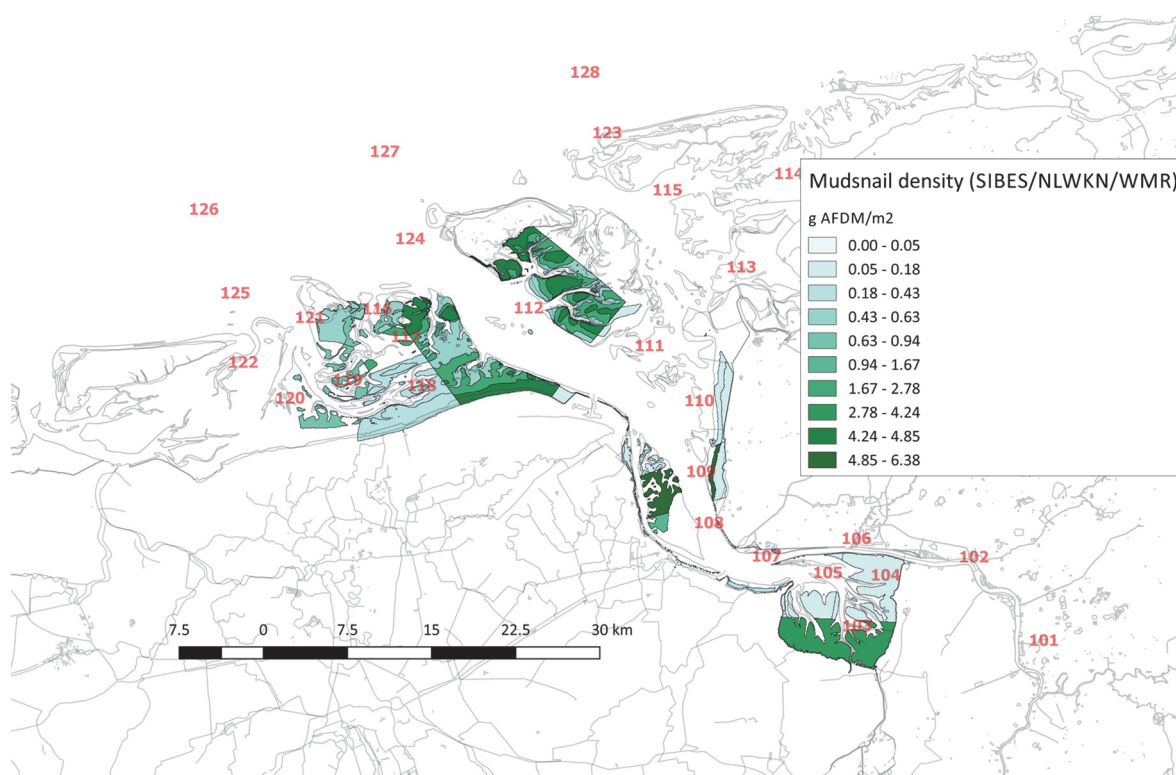 128
123
127
114
115
126
124
113
125
112
121
116
117
111
122
119
118
120
110
109
108
107
106
102
105
104
103
101
Mudsnail density (SIBES/NLWKN/WMR)
g AFDM/m2
0.00 - 0.05
0.05 - 0.18
0.18 - 0.43
0.43 - 0.63
0.63 - 0.94
0.94 - 1.67
1.67 - 2.78
2.78 - 4.24
4.24 - 4.85
4.85 - 6.38
7.5 0 7.5 15 22.5 30 km